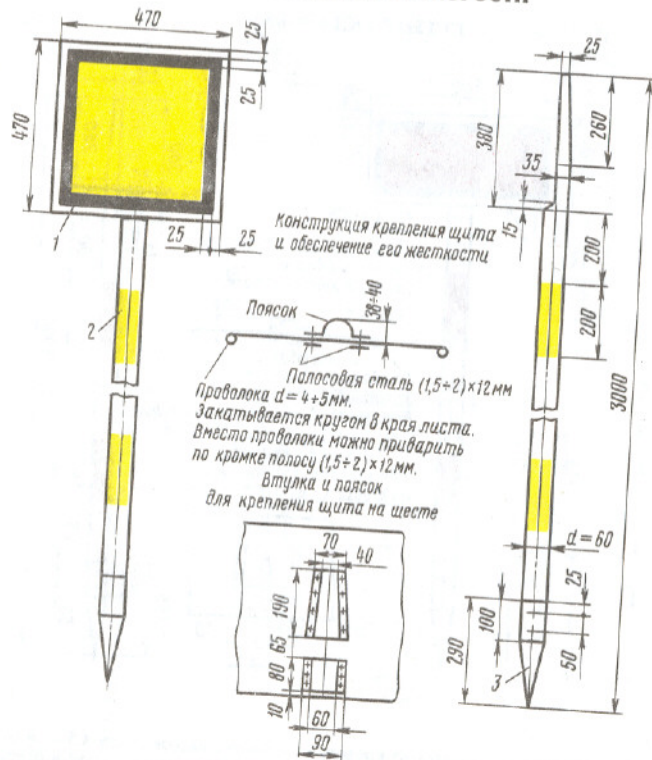 470
25
25
470
1
25
25
2
25
380
260
35
15
200
200
3000
Конструкция крепления щита
и обеспечение его жесткости
Поясок
38÷40
Полосовая сталь (1,5÷2)×12мм
Проволока d=4÷5мм.
Закатывается кругом в края листа.
Вместо проволоки можно приварить
по кромке полосу (1,5÷2)×12мм.
Втулка и поясок
для крепления щита на шесте
70
40
190
65
80
10
60
90
d=60
25
100
290
50
3